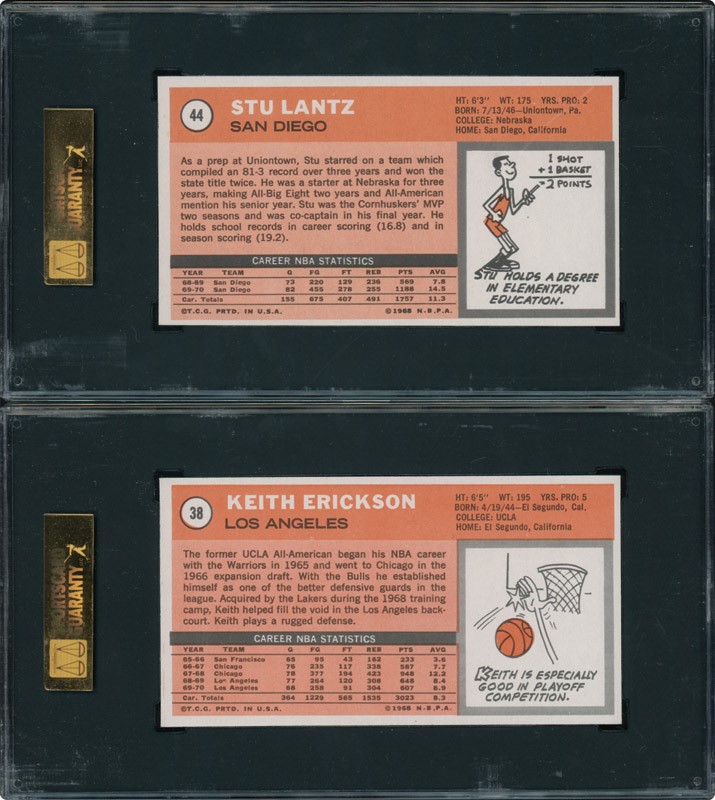 44
STU LANTZ
SAN DIEGO
HT: 6'3" WT: 175 YRS. PRO: 2
BORN: 7/13/46—Uniontown, Pa.
COLLEGE: Nebraska
HOME: San Diego, California
As a prep at Uniontown, Stu starred on a team which
compiled an 81-3 record over three years and won the
state title twice. He was a starter at Nebraska for three
years, making All-Big Eight two years and All-American
mention his senior year. Stu was the Cornhuskers' MVP
two seasons and was co-captain in his final year. He
holds school records in career scoring (16.8) and in
season scoring (19.2).
1 SHOT
+ 1 BASKET
2 POINTS
STU HOLDS A DEGREE
IN ELEMENTARY
EDUCATION.
CAREER NBA STATISTICS
YEAR TEAM G FG FT REB PTS AVG
68-69 San Diego 73 220 129 236 569 7.8
69-70 San Diego 82 455 278 255 1188 14.5
Car. Totals 155 675 407 491 1757 11.3
©T.C.G. PRTD. IN U.S.A. ©1968 N.B.P.A.
UARANTY
38
KEITH ERICKSON
LOS ANGELES
HT: 6'5" WT: 195 YRS. PRO: 5
BORN: 4/19/44—El Segundo, Cal.
COLLEGE: UCLA
HOME: El Segundo, California
The former UCLA All-American began his NBA career
with the Warriors in 1965 and went to Chicago in the
1966 expansion draft. With the Bulls he established
himself as one of the better defensive guards in the
league. Acquired by the Lakers during the 1968 training
camp, Keith helped fill the void in the Los Angeles back-
court. Keith plays a rugged defense.
KEITH IS ESPECIALLY
GOOD IN PLAYOFF
COMPETITION.
CAREER NBA STATISTICS
YEAR TEAM G FG FT REB PTS AVG
65-66 San Francisco 65 95 43 162 233 3.6
66-67 Chicago 76 235 117 338 587 7.7
67-68 Chicago 78 377 194 423 948 12.2
68-69 Los Angeles 77 264 120 308 648 8.4
69-70 Los Angeles 68 258 91 304 607 8.9
Car. Totals 364 1229 565 1535 3023 8.3
©T.C.G. PRTD. IN U.S.A. ©1968 N.B.P.A.
UARANTY